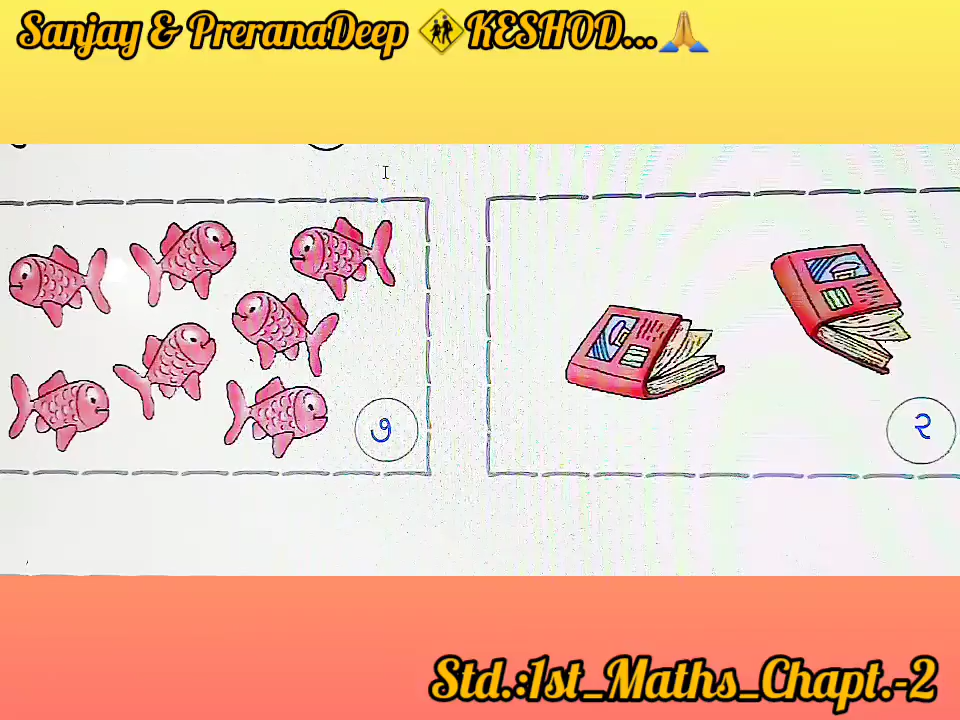 Sanjay & PreranaDeep 🚸KESHOD...🙏
૭
૨
Std.:1st_Maths_Chapt.-2